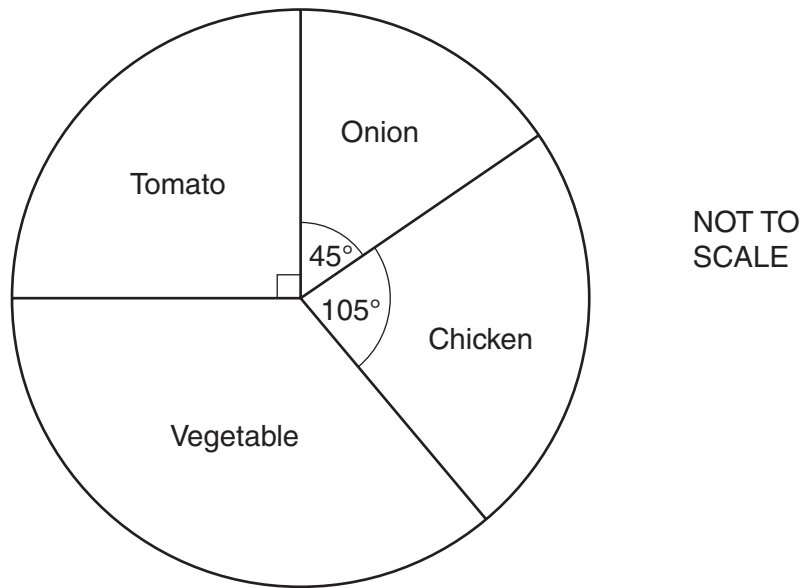 Onion
Tomato
NOT TO
SCALE
45°
105°
Chicken
Vegetable